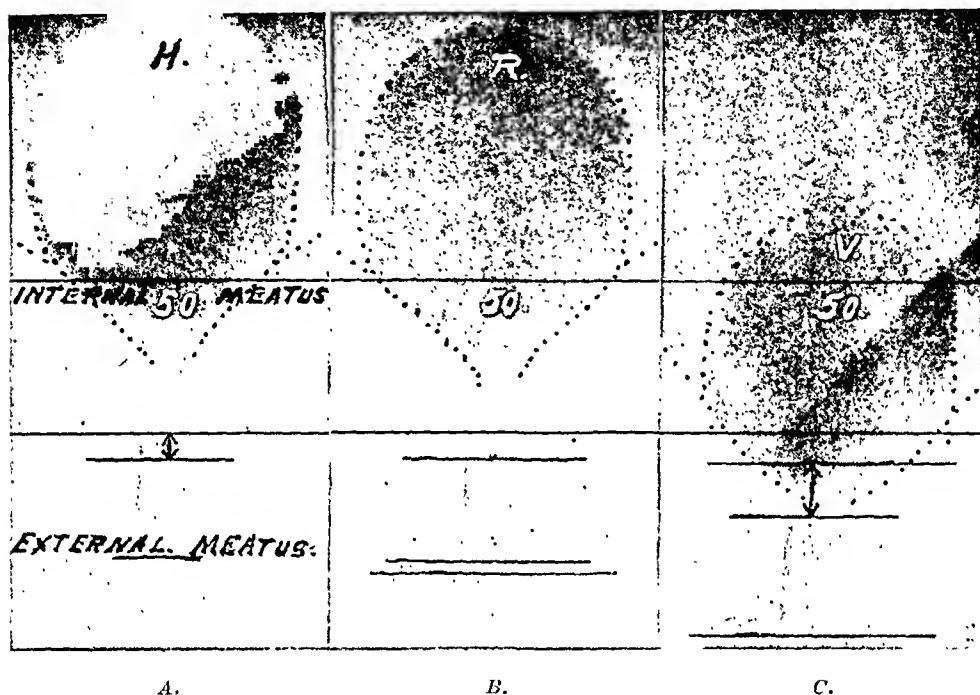 H. R. V.
INTERNAL MEATUS
50 50 50
EXTERNAL MEATUS.
A. B. C.